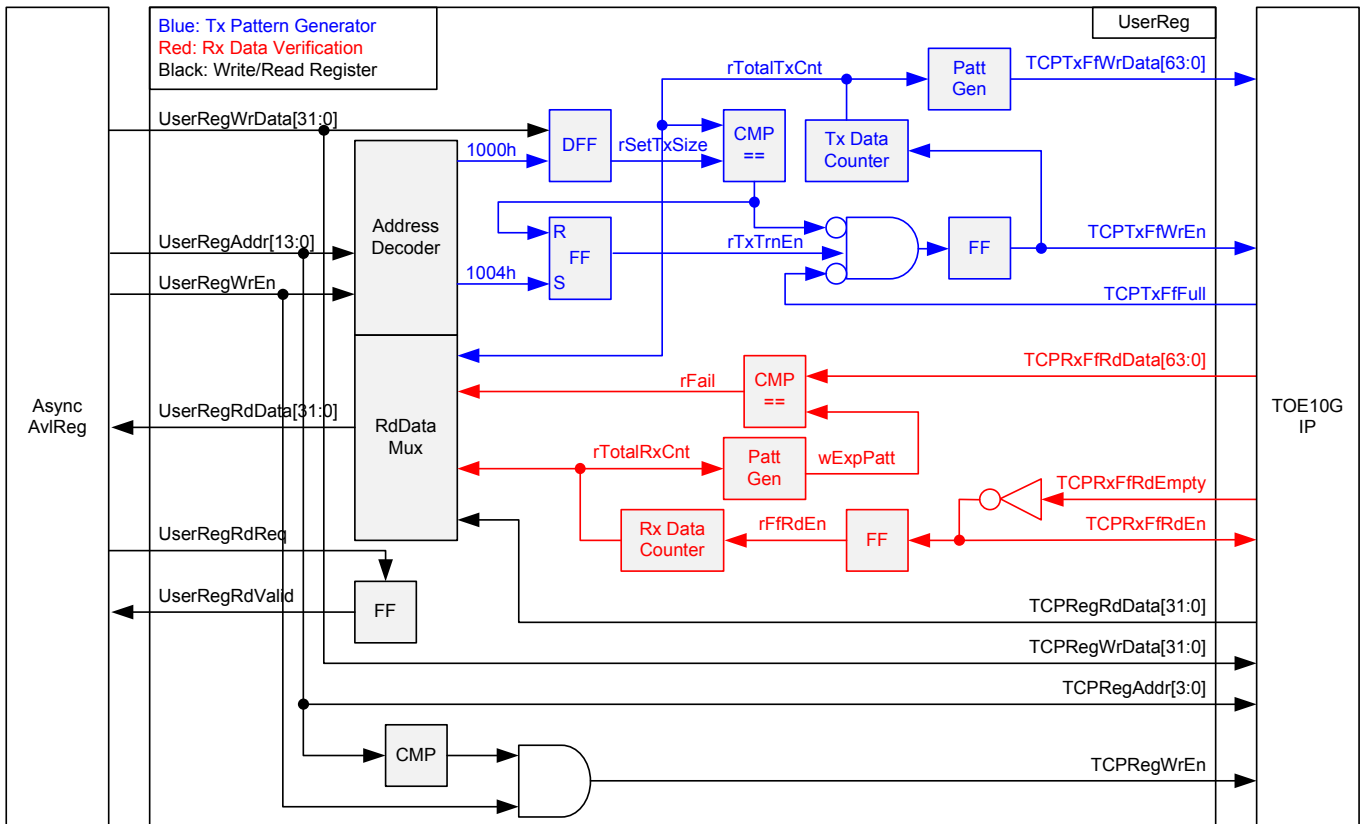 Blue: Tx Pattern Generator
Red: Rx Data Verification
Black: Write/Read Register
UserReg
rTotalTxCnt
Patt
Gen
TCPTxFfWrData[63:0]
UserRegWrData[31:0]
DFF
1000h
rSetTxSize
CMP
==
Tx Data
Counter
Address
Decoder
UserRegAddr[13:0]
UserRegWrEn
R
FF
S
1004h
rTxTrnEn
FF
TCPTxFfWrEn
TCPTxFfFull
TCPRxFfRdData[63:0]
rFail
CMP
==
Async
AvlReg
UserRegRdData[31:0]
RdData
Mux
TOE10G
IP
rTotalRxCnt
Patt
Gen
wExpPatt
TCPRxFfRdEmpty
Rx Data
Counter
rFfRdEn
FF
TCPRxFfRdEn
UserRegRdReq
UserRegRdValid
FF
TCPRegRdData[31:0]
TCPRegWrData[31:0]
TCPRegAddr[3:0]
CMP
TCPRegWrEn